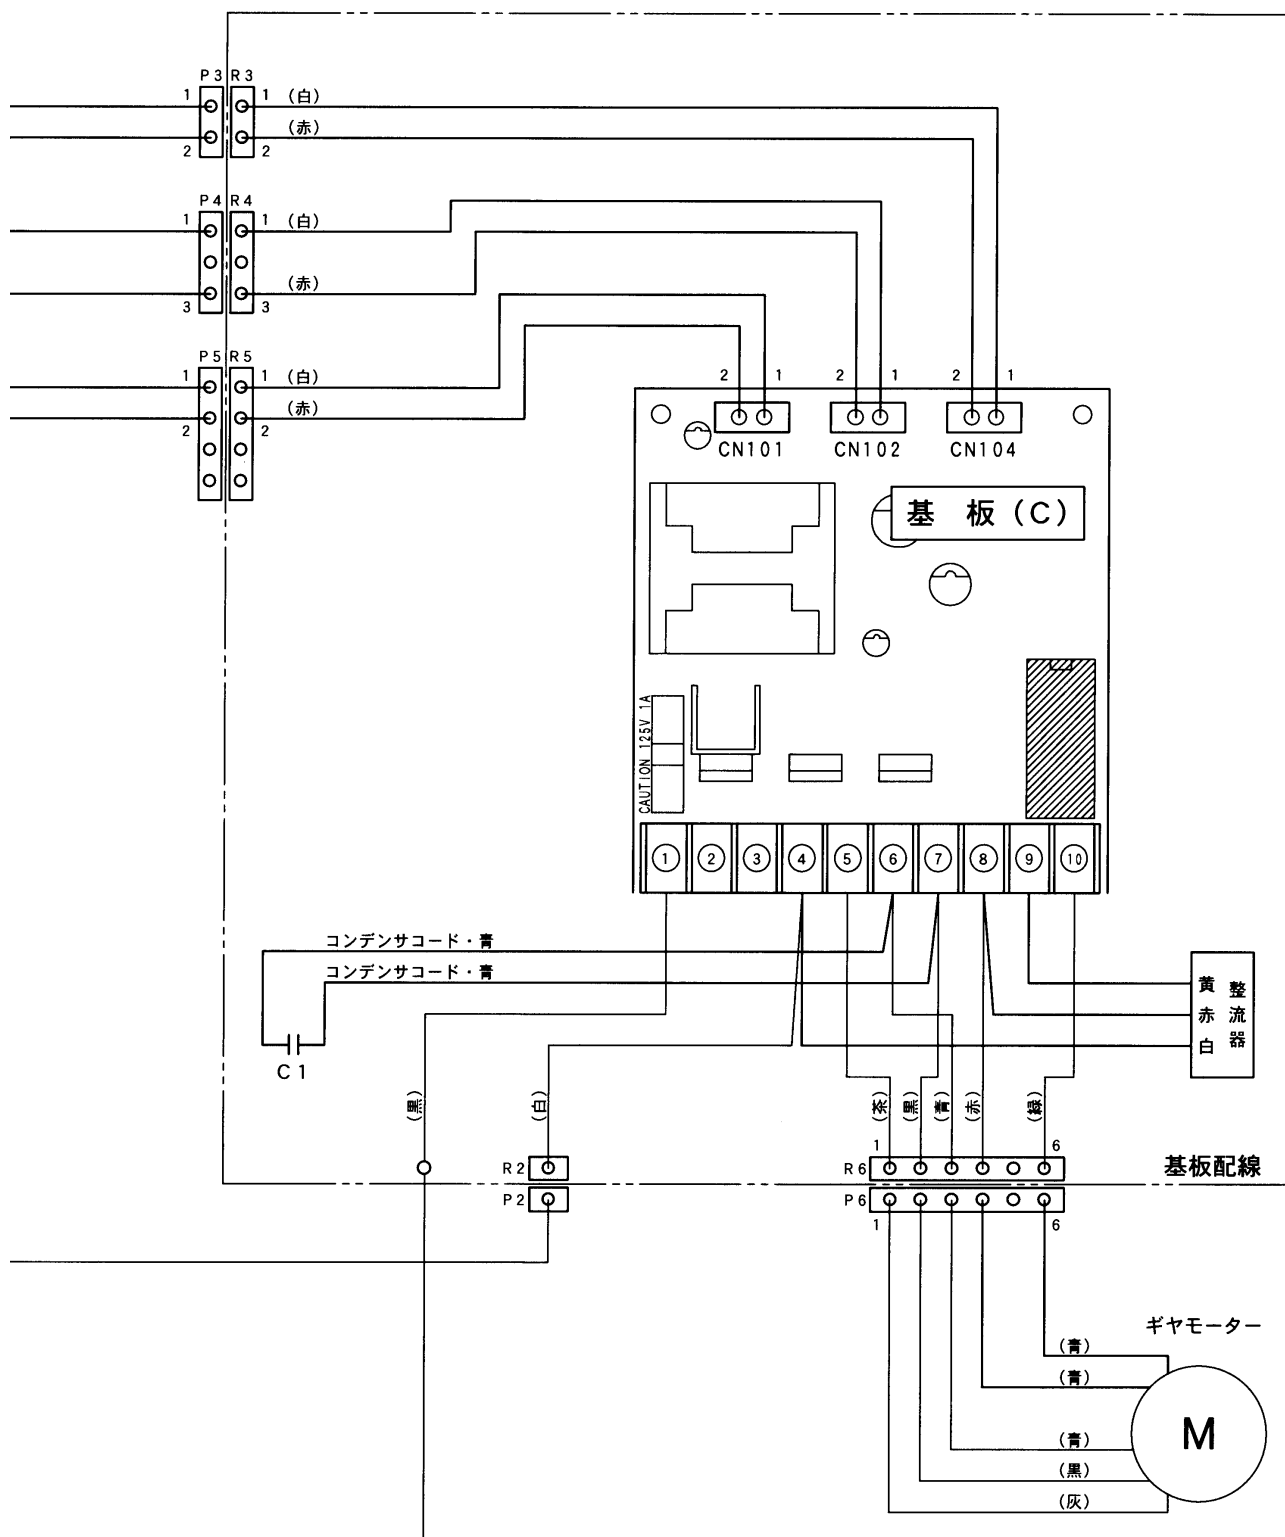 P3 R3
1 1 (白)
(赤)
2 2
P4 R4
1 1 (白)
(赤)
3 3
P5 R5
1 1 (白)
(赤)
2 2
2 1 2 1 2 1
CN101 CN102 CN104
基 板 (C)
CAUTION 125V 1A
① ② ③ ④ ⑤ ⑥ ⑦ ⑧ ⑨ ⑩
コンデンサコード・青
コンデンサコード・青
C1
黄
赤
白
整流器
(黒)
(白)
(茶)
(黒)
(青)
(赤)
(緑)
1 6
R2
R6
基板配線
P2
P6
1 6
ギヤモーター
(青)
(青)
M
(青)
(黒)
(灰)